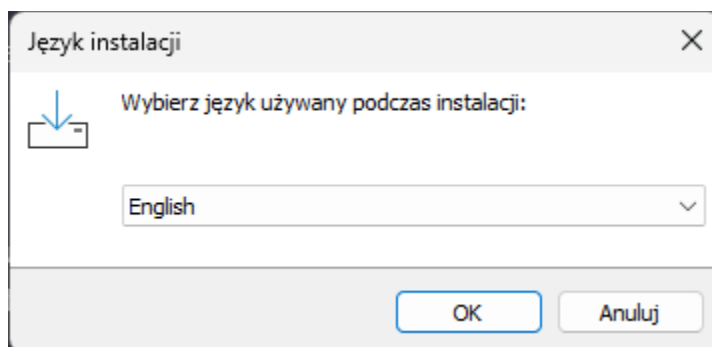 Język instalacji
Wybierz język używany podczas instalacji:
English
OK
Anuluj